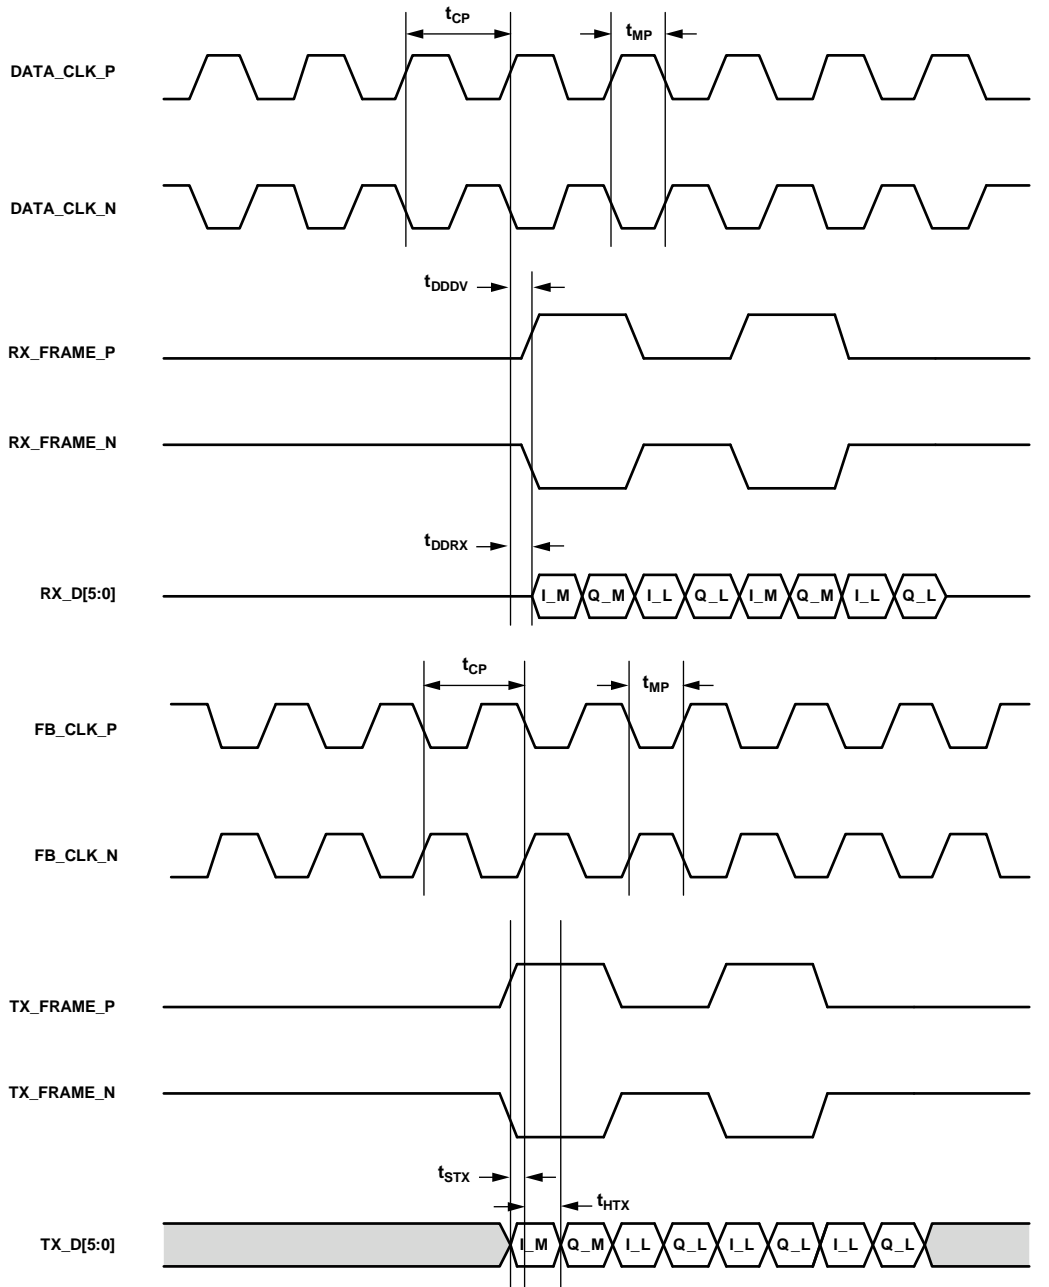 tCP
tMP
DATA_CLK_P
DATA_CLK_N
tDDDV
RX_FRAME_P
RX_FRAME_N
tDDRX
RX_D[5:0] I_M Q_M I_L Q_L I_M Q_M I_L Q_L
tCP
tMP
FB_CLK_P
FB_CLK_N
TX_FRAME_P
TX_FRAME_N
tSTX
tHTX
TX_D[5:0] I_M Q_M I_L Q_L I_L Q_L I_L Q_L